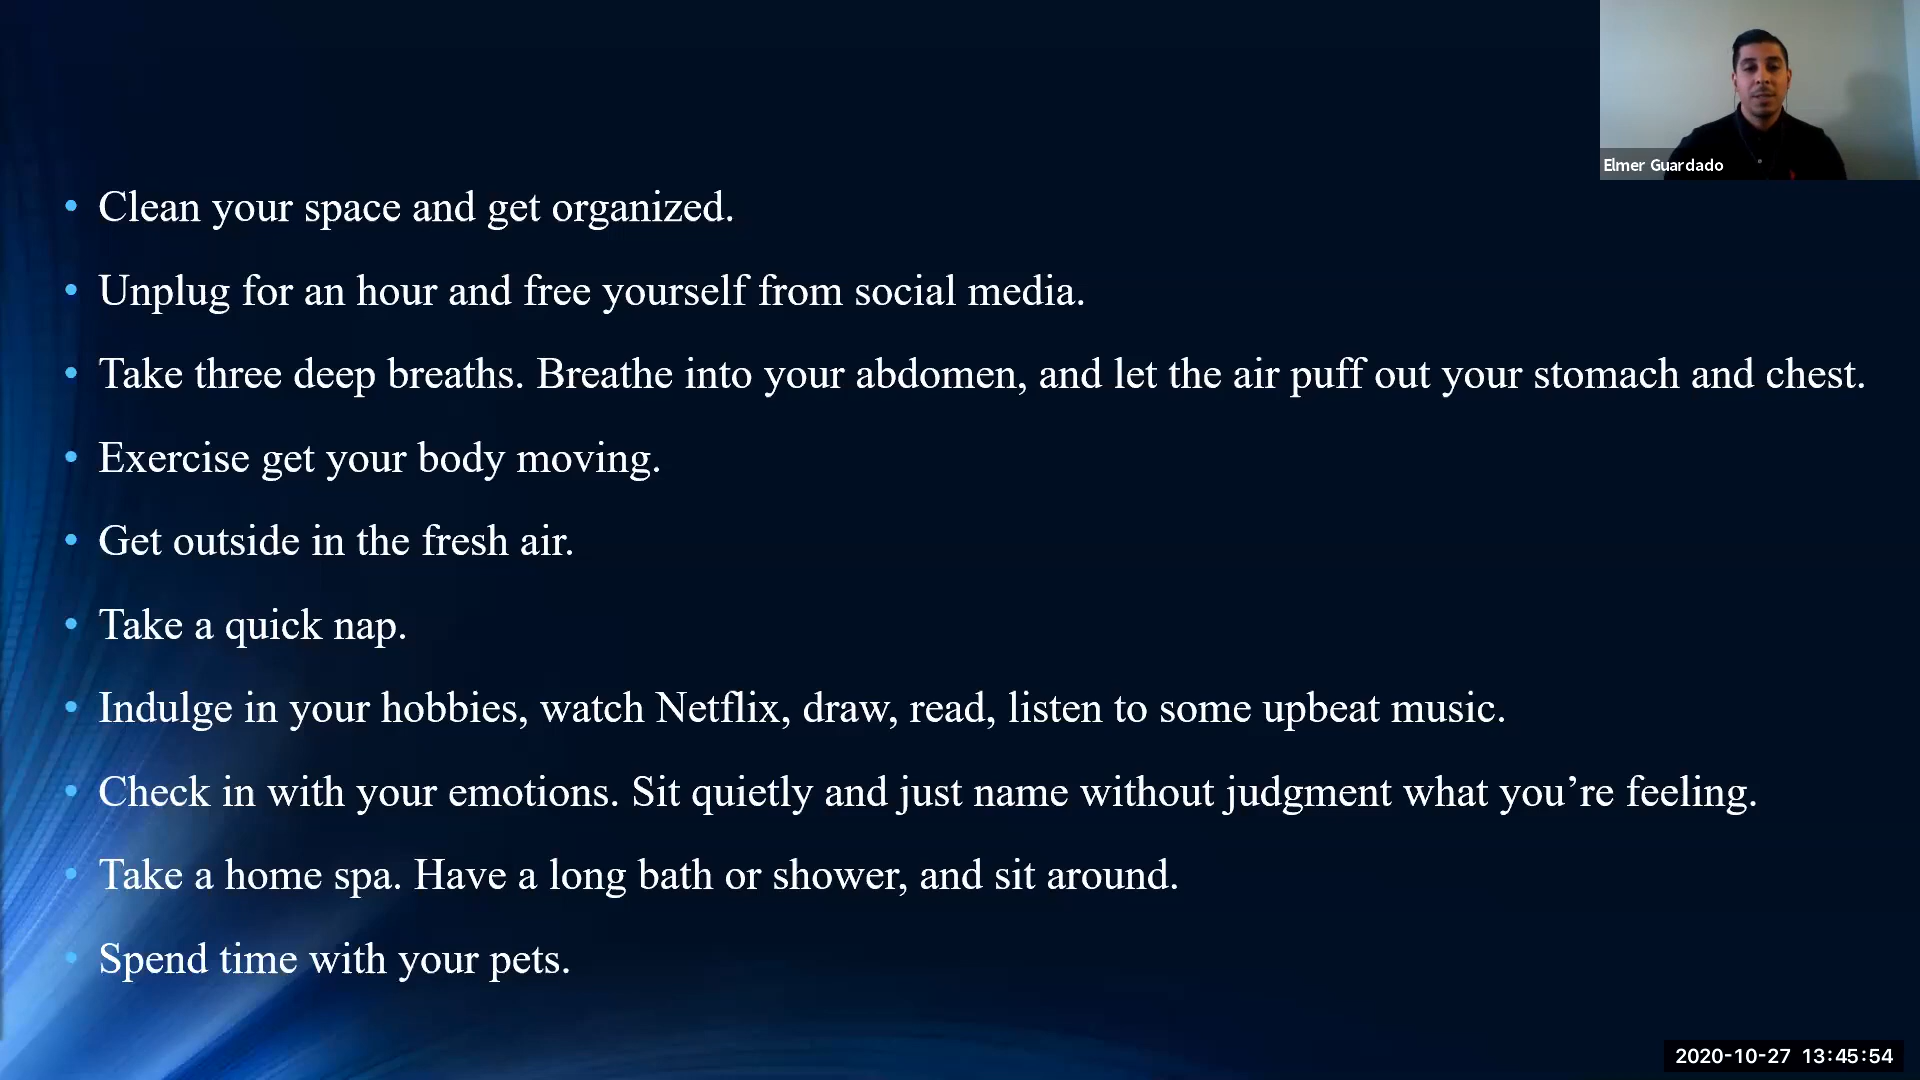 Elmer Guardado
• Clean your space and get organized.
• Unplug for an hour and free yourself from social media.
• Take three deep breaths. Breathe into your abdomen, and let the air puff out your stomach and chest.
• Exercise get your body moving.
• Get outside in the fresh air.
• Take a quick nap.
• Indulge in your hobbies, watch Netflix, draw, read, listen to some upbeat music.
• Check in with your emotions. Sit quietly and just name without judgment what you’re feeling.
• Take a home spa. Have a long bath or shower, and sit around.
• Spend time with your pets.
2020-10-27 13:45:54